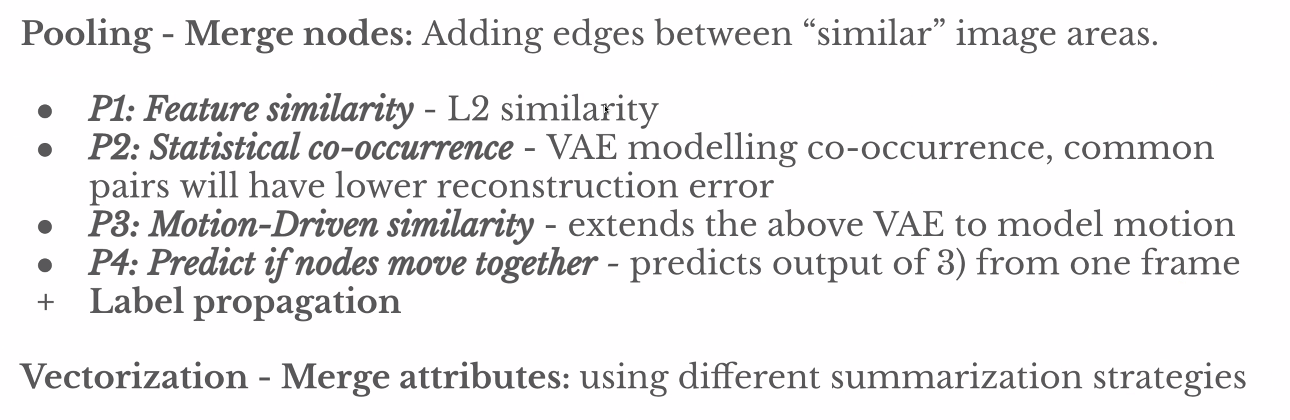 Pooling - Merge nodes: Adding edges between “similar” image areas.
● P1: Feature similarity - L2 similarity
● P2: Statistical co-occurrence - VAE modelling co-occurrence, common
pairs will have lower reconstruction error
● P3: Motion-Driven similarity - extends the above VAE to model motion
● P4: Predict if nodes move together - predicts output of 3) from one frame
+ Label propagation
Vectorization - Merge attributes: using different summarization strategies